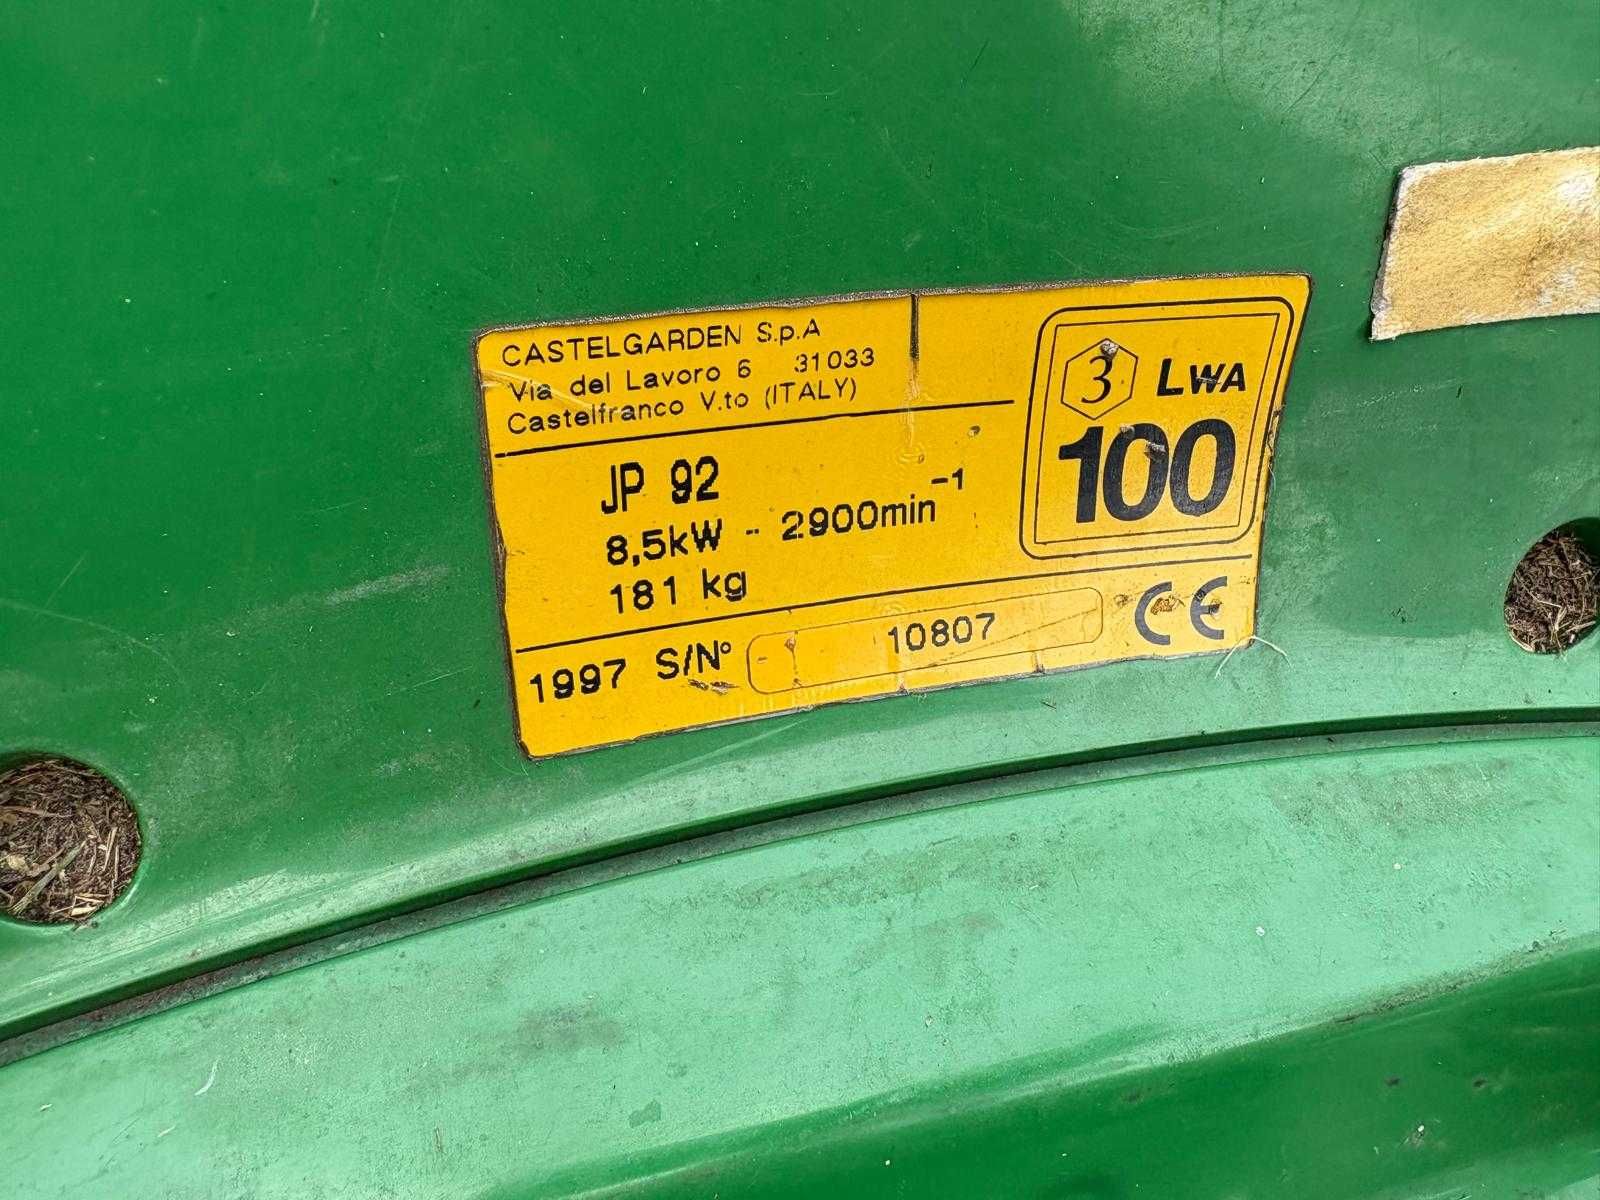 CASTELGARDEN S.p.A
Via del Lavoro 6 31033
Castelfranco V.to (ITALY)
3 LWA
100
JP 92
8,5kW - 2900min⁻¹
181 kg
1997 S/N° 10807 CE